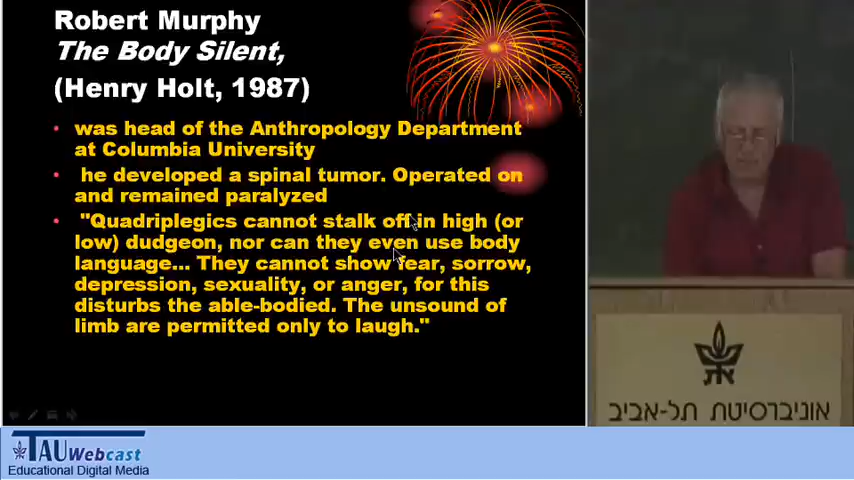 Robert Murphy
The Body Silent,
(Henry Holt, 1987)
• was head of the Anthropology Department
at Columbia University
• he developed a spinal tumor. Operated on
and remained paralyzed
• "Quadriplegics cannot stalk off in high (or
low) dudgeon, nor can they even use body
language... They cannot show fear, sorrow,
depression, sexuality, or anger, for this
disturbs the able-bodied. The unsound of
limb are permitted only to laugh."
אוניברסיטת תל-אביב
TAU Webcast
Educational Digital Media